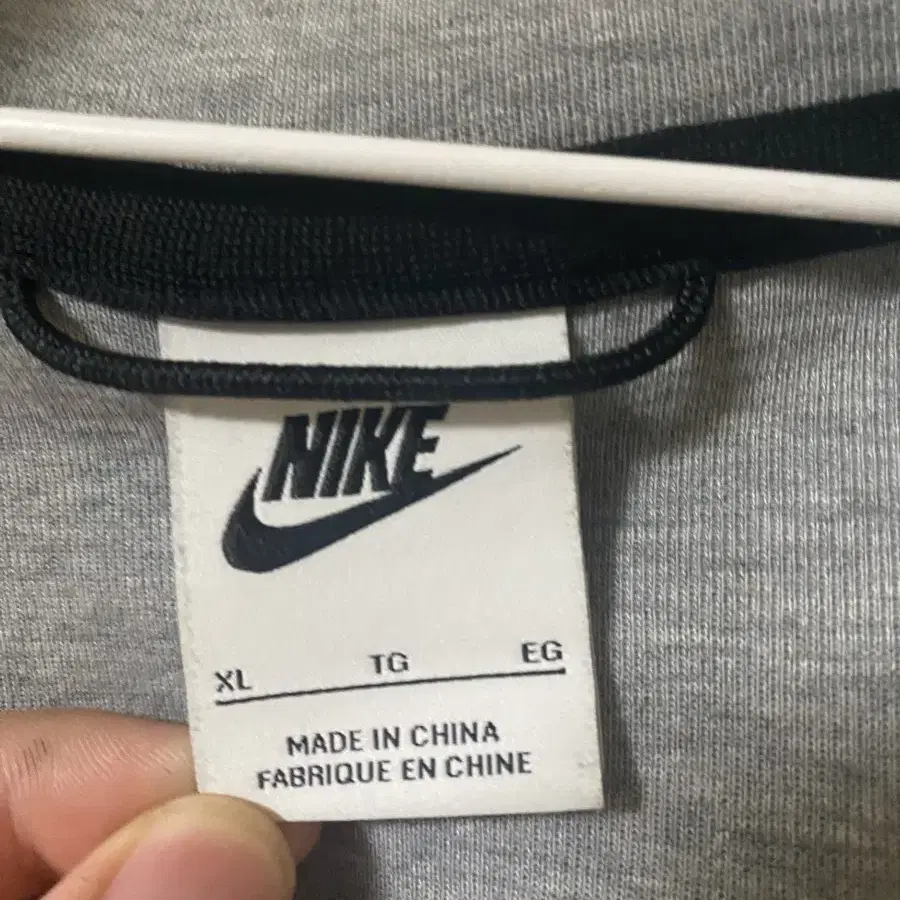 NIKE
XL TG EG
MADE IN CHINA
FABRIQUE EN CHINE